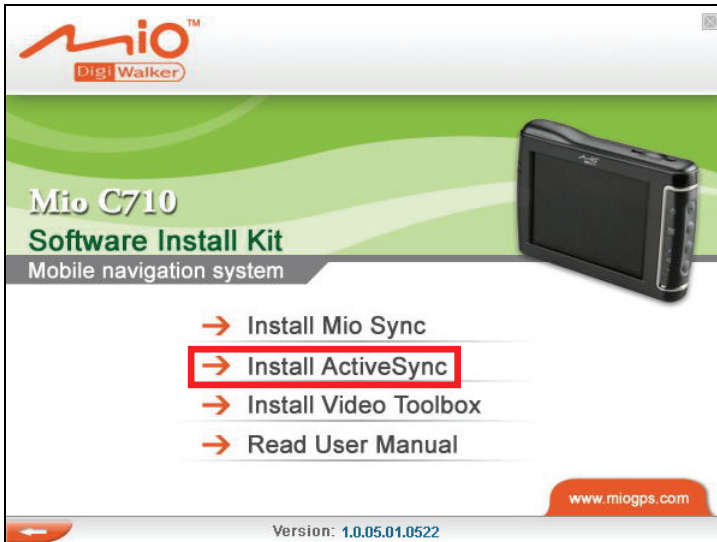 Mio™
DigiWalker
Mio C710
Software Install Kit
Mobile navigation system
Install Mio Sync
Install ActiveSync
Install Video Toolbox
Read User Manual
www.miogps.com
Version: 1.0.05.01.0522